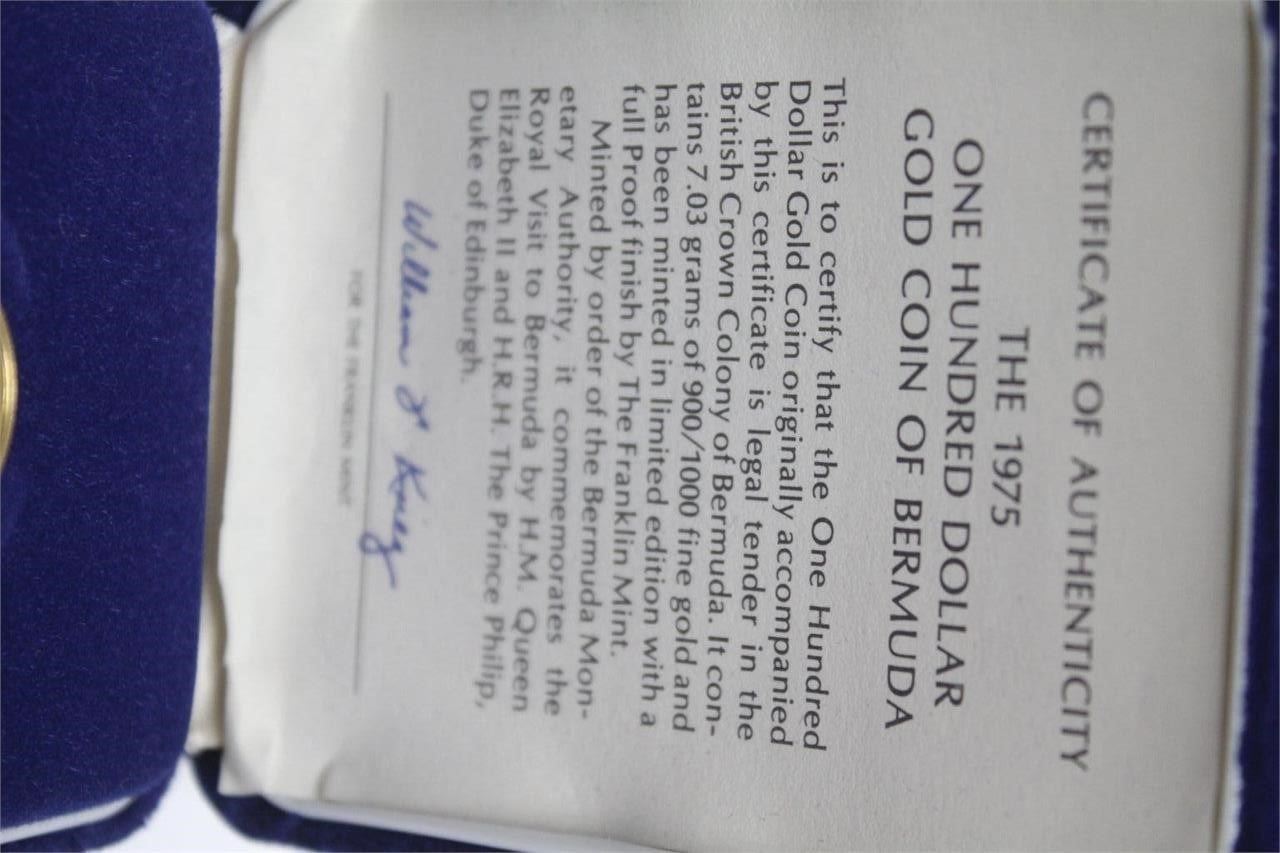 CERTIFICATE OF AUTHENTICITY
THE 1975
ONE HUNDRED DOLLAR
GOLD COIN OF BERMUDA
This is to certify that the One Hundred
Dollar Gold Coin originally accompanied
by this certificate is legal tender in the
British Crown Colony of Bermuda. It con-
tains 7.03 grams of 900/1000 fine gold and
has been minted in limited edition with a
full Proof finish by The Franklin Mint.
Minted by order of the Bermuda Mon-
etary Authority, it commemorates the
Royal Visit to Bermuda by H.M. Queen
Elizabeth II and H.R.H. The Prince Philip,
Duke of Edinburgh.
William F Krieg
FOR THE FRANKLIN MINT